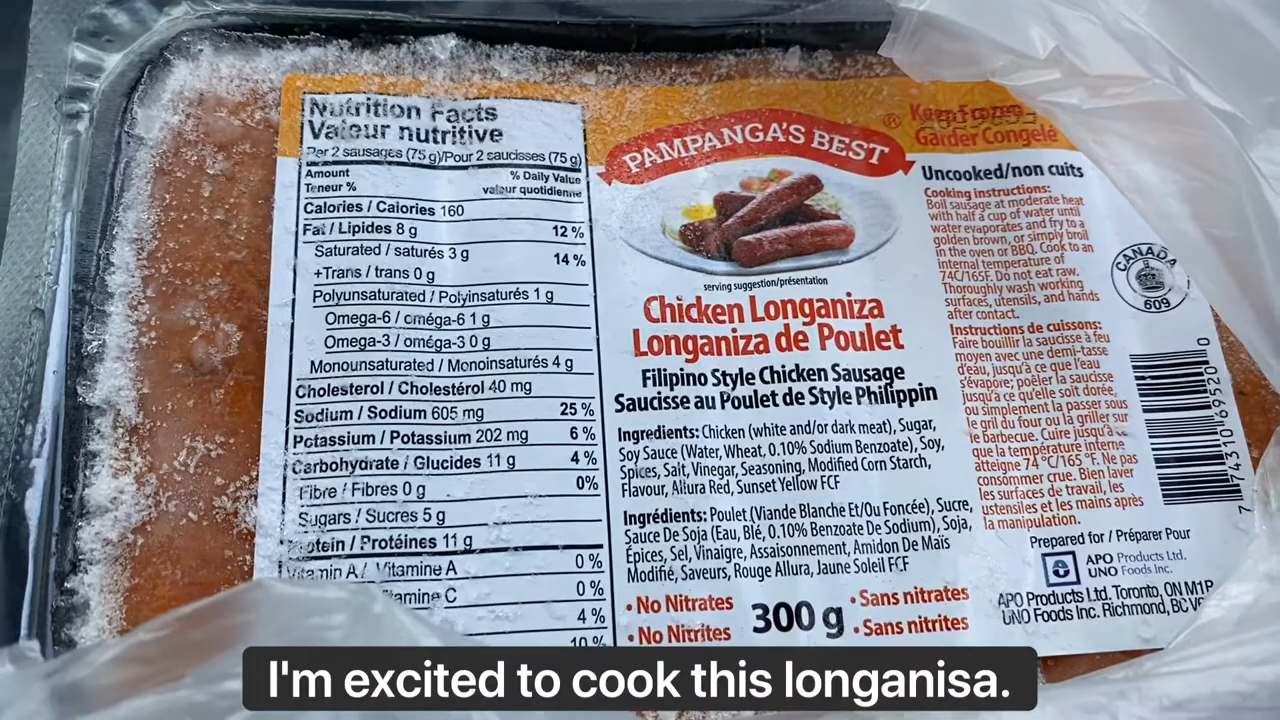 Nutrition Facts
Valeur nutritive
Per 2 sausages (75 g)/Pour 2 saucisses (75 g)
Amount % Daily Value
Teneur % valeur quotidienne
Calories / Calories 160
Fat / Lipides 8 g 12 %
Saturated / saturés 3 g 14 %
+Trans / trans 0 g
Polyunsaturated / Polyinsaturés 1 g
Omega-6 / oméga-6 1 g
Omega-3 / oméga-3 0 g
Monounsaturated / Monoinsaturés 4 g
Cholesterol / Cholestérol 40 mg
Sodium / Sodium 605 mg 25 %
Potassium / Potassium 202 mg 6 %
Carbohydrate / Glucides 11 g 4 %
Fibre / Fibres 0 g 0%
Sugars / Sucres 5 g
Protein / Protéines 11 g
Vitamin A / Vitamine A 0 %
0 %
4 %
10 %
PAMPANGA'S BEST ®
serving suggestion/présentation
Chicken Longaniza
Longaniza de Poulet
Filipino Style Chicken Sausage
Saucisse au Poulet de Style Philippin
Ingredients: Chicken (white and/or dark meat), Sugar,
Soy Sauce (Water, Wheat, 0.10% Sodium Benzoate), Soy,
Spices, Salt, Vinegar, Seasoning, Modified Corn Starch,
Flavour, Allura Red, Sunset Yellow FCF
Ingrédients: Poulet (Viande Blanche Et/Ou Foncée), Sucre,
Sauce De Soja (Eau, Blé, 0.10% Benzoate De Sodium), Soja,
Épices, Sel, Vinaigre, Assaisonnement, Amidon De Maïs
Modifié, Saveurs, Rouge Allura, Jaune Soleil FCF
• No Nitrates
• No Nitrites
300 g
• Sans nitrates
• Sans nitrites
Keep Frozen
Garder Congelé
Uncooked/non cuits
Cooking instructions:
Boil sausage at moderate heat
with half a cup of water until
water evaporates and fry to a
golden brown, or simply broil
in the oven or BBQ. Cook to an
internal temperature of
74C/165F. Do not eat raw.
Thoroughly wash working
surfaces, utensils, and hands
after contact.
Instructions de cuissons:
Faire bouillir la saucisse à feu
moyen avec une demi-tasse
d'eau, jusqu'à ce que l'eau
s'évapore; poêler la saucisse
jusqu'à ce qu'elle soit dorée,
ou simplement la passer sous
le gril du four ou la griller sur
le barbecue. Cuire jusqu'à ce
que la température interne
atteigne 74 °C/165 °F. Ne pas
consommer crue. Bien laver
les surfaces de travail, les
ustensiles et les mains après
la manipulation.
CANADA
609
7 74310 69520 0
Prepared for / Préparer Pour
APO Products Ltd.
UNO Foods Inc.
APO Products Ltd. Toronto, ON M1P
UNO Foods Inc. Richmond, BC
I'm excited to cook this longanisa.